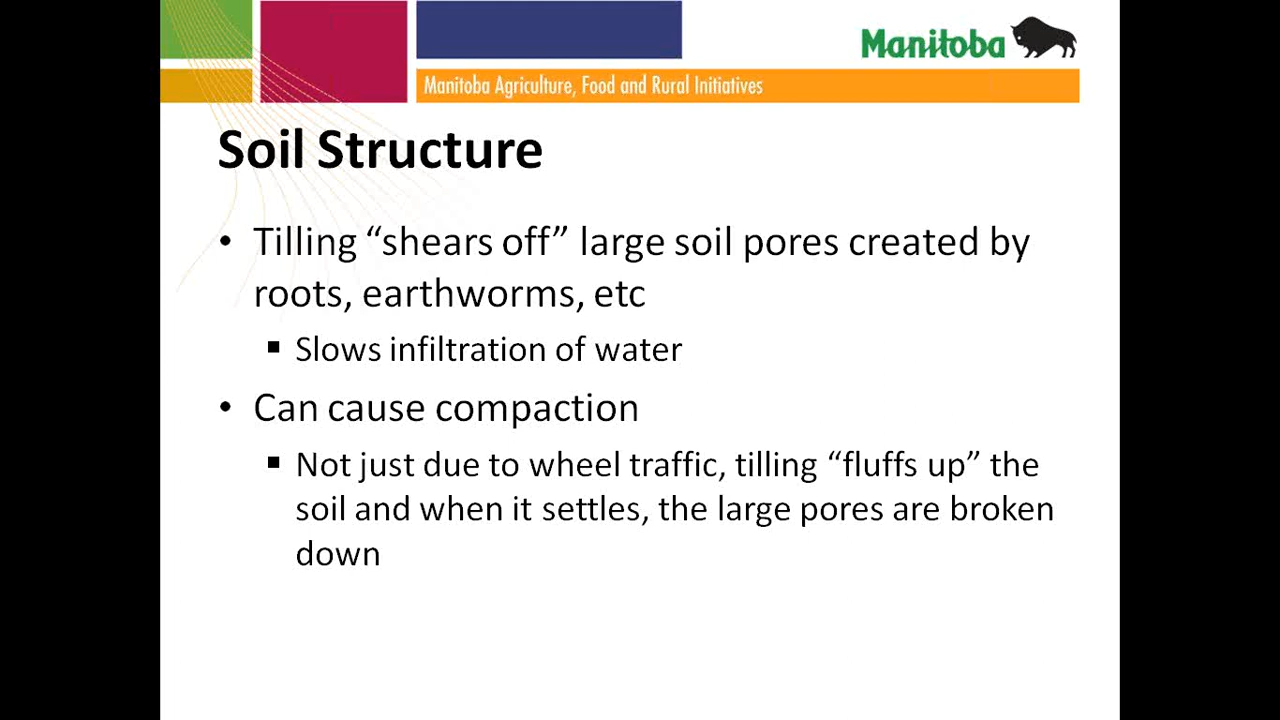 Manitoba
Manitoba Agriculture, Food and Rural Initiatives
Soil Structure
• Tilling “shears off” large soil pores created by
roots, earthworms, etc
▪ Slows infiltration of water
• Can cause compaction
▪ Not just due to wheel traffic, tilling “fluffs up” the
soil and when it settles, the large pores are broken
down